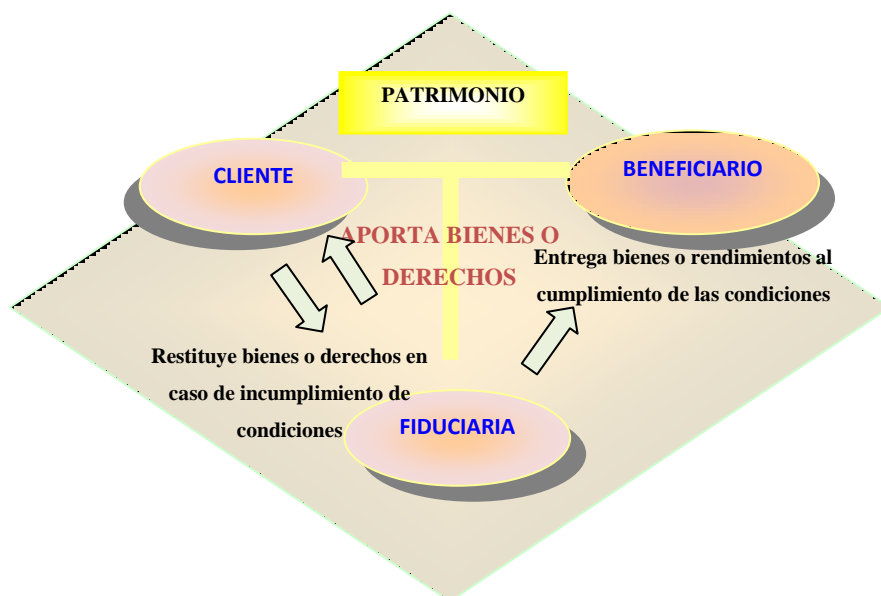 PATRIMONIO
CLIENTE
BENEFICIARIO
APORTA BIENES O
DERECHOS
Entrega bienes o rendimientos al
cumplimiento de las condiciones
Restituye bienes o derechos en
caso de incumplimiento de
condiciones
FIDUCIARIA